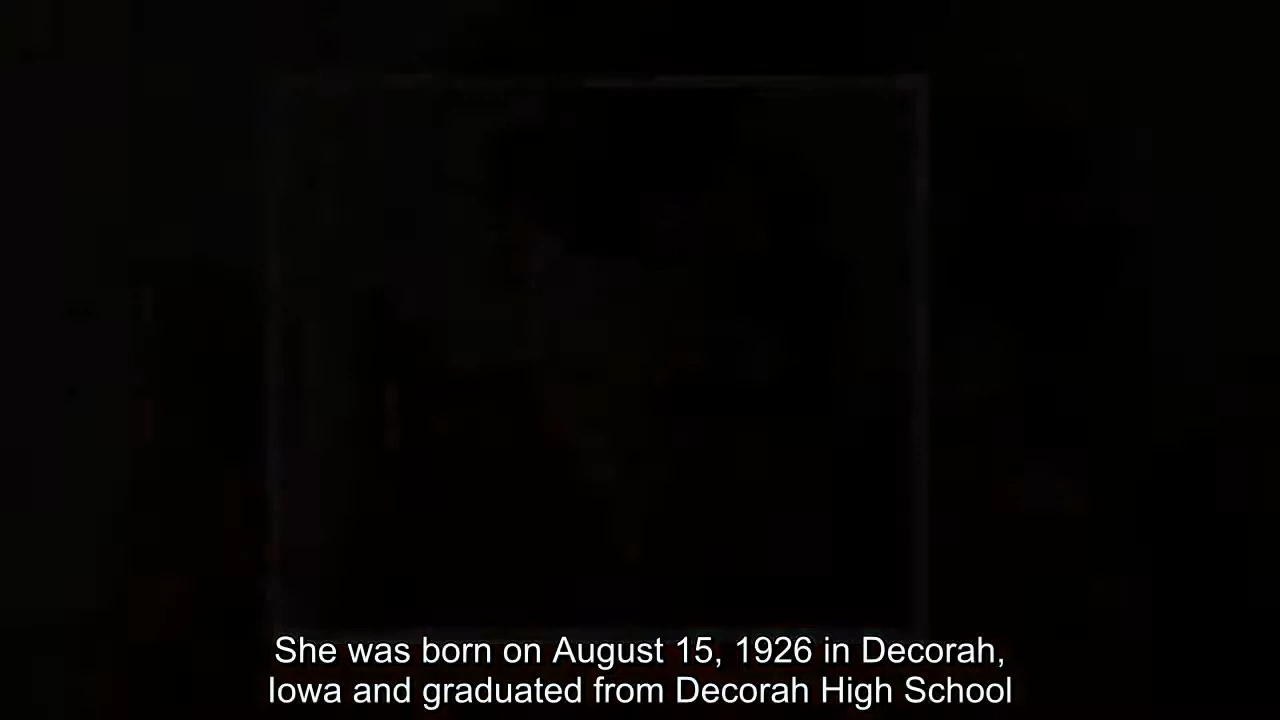 She was born on August 15, 1926 in Decorah,
Iowa and graduated from Decorah High School